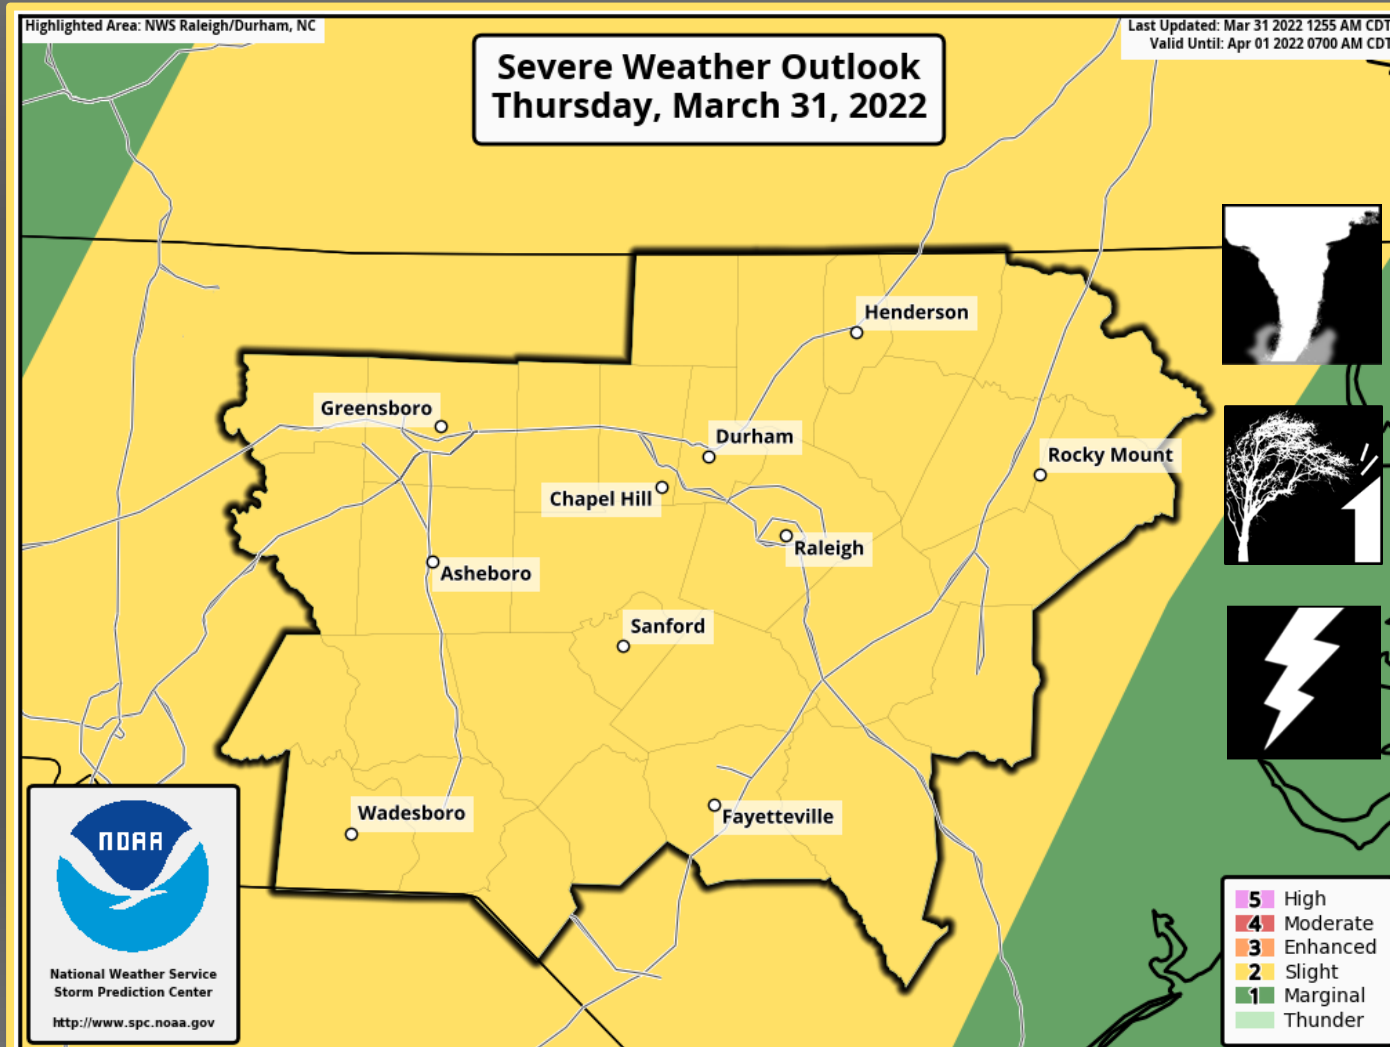 Highlighted Area: NWS Raleigh/Durham, NC
Last Updated: Mar 31 2022 1255 AM CDT
Valid Until: Apr 01 2022 0700 AM CDT
Severe Weather Outlook
Thursday, March 31, 2022
Henderson
Greensboro
Durham
Rocky Mount
Chapel Hill
Raleigh
Asheboro
Sanford
Wadesboro
Fayetteville
NOAA
National Weather Service
Storm Prediction Center
http://www.spc.noaa.gov
5 High
4 Moderate
3 Enhanced
2 Slight
1 Marginal
Thunder